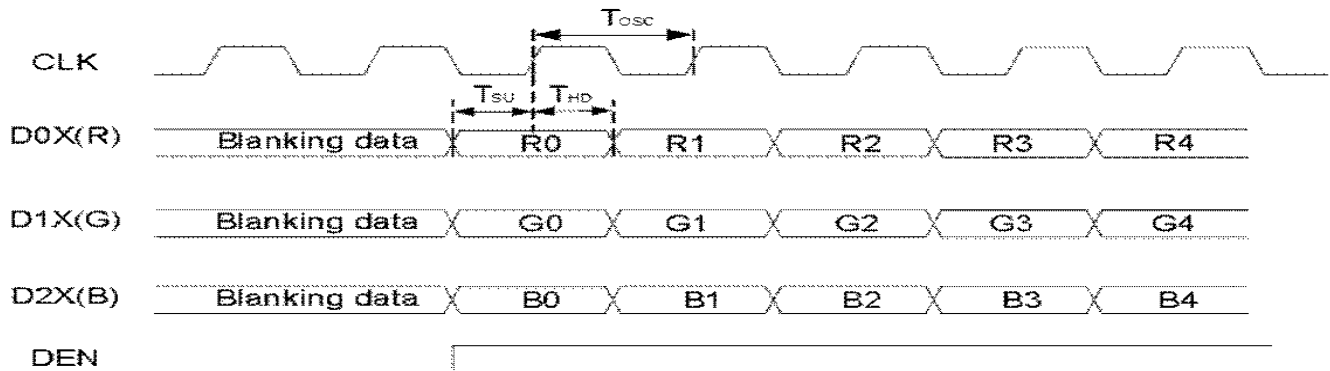 Tosc
CLK
TSU THD
D0X(R) Blanking data R0 R1 R2 R3 R4
D1X(G) Blanking data G0 G1 G2 G3 G4
D2X(B) Blanking data B0 B1 B2 B3 B4
DEN